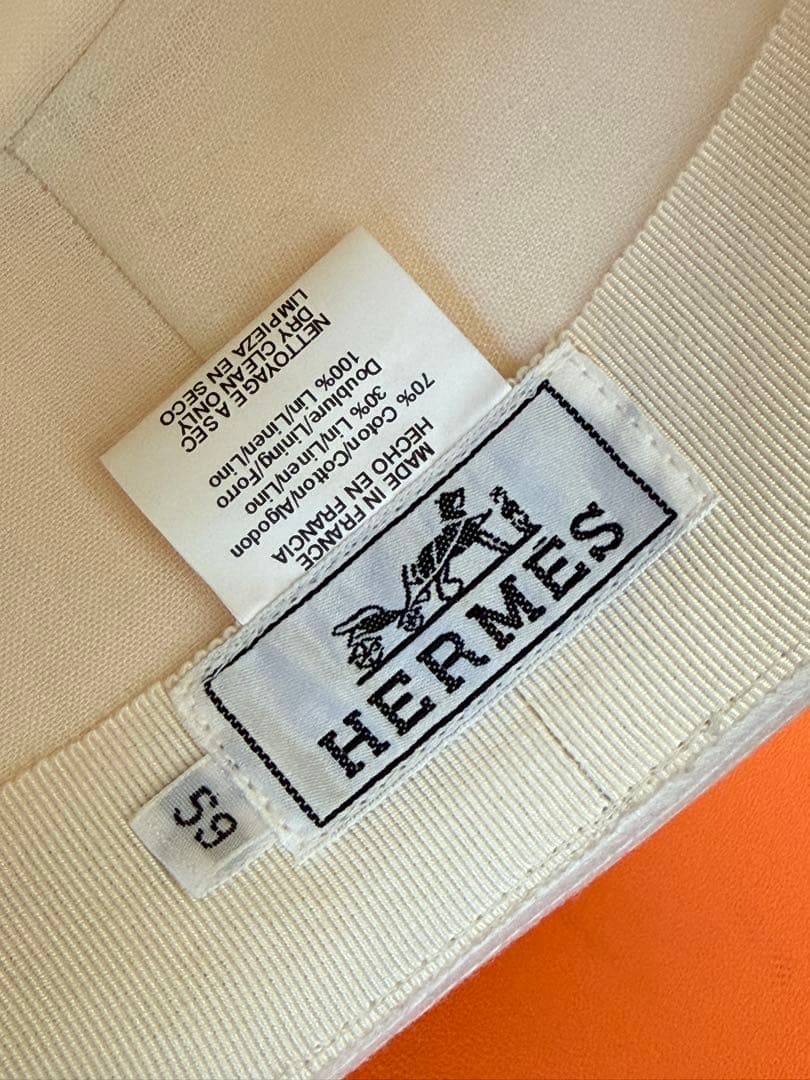 HERMÈS
59
MADE IN FRANCE
HECHO EN FRANCIA
70% Coton/Cotton/Algodon
30% Lin/Linen/Lino
Doublure/Lining/Forro
100% Lin/Linen/Lino
NETTOYAGE A SEC
DRY CLEAN ONLY
LIMPIEZA EN SECO